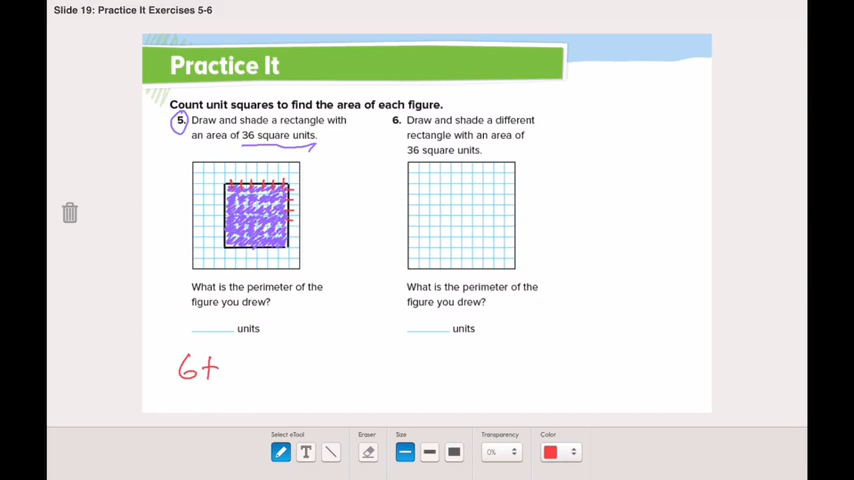 Slide 19: Practice It Exercises 5-6
Practice It
Count unit squares to find the area of each figure.
5. Draw and shade a rectangle with
an area of 36 square units.
What is the perimeter of the
figure you drew?
______ units
6+
6. Draw and shade a different
rectangle with an area of
36 square units.
What is the perimeter of the
figure you drew?
______ units
Select eTool
Eraser
Size
Transparency
Color
T
0%